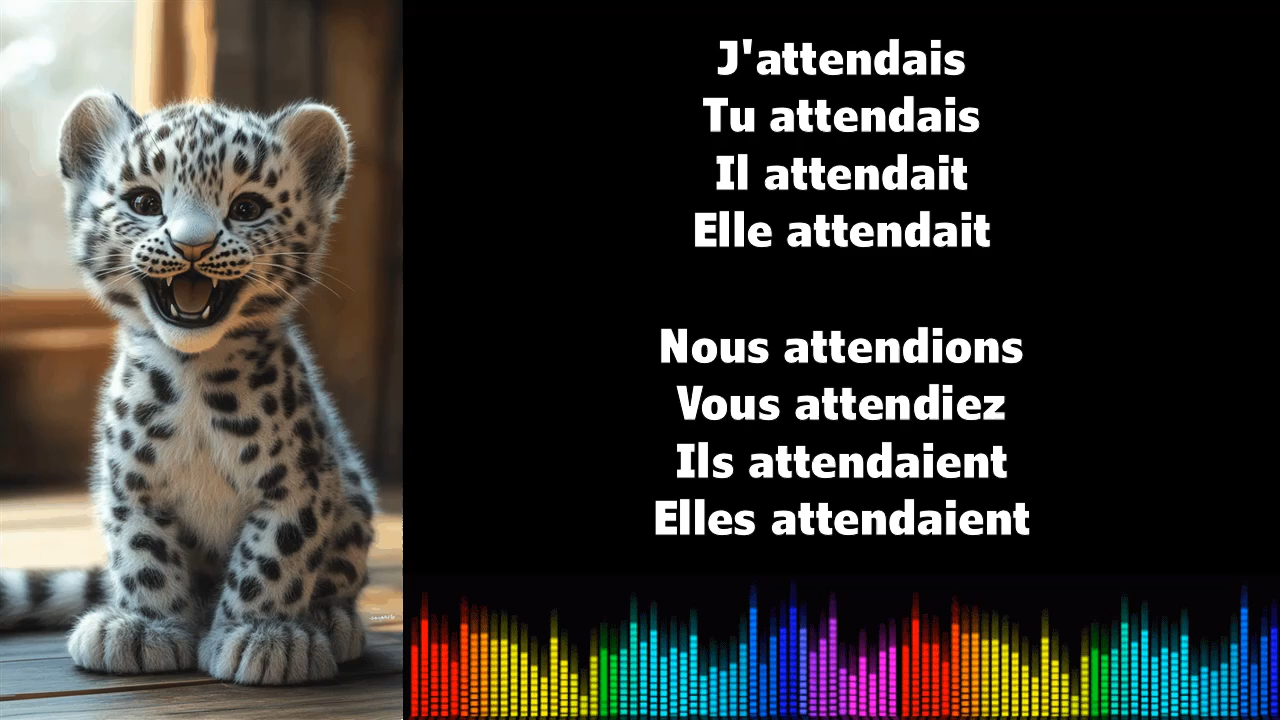 J'attendais
Tu attendais
Il attendait
Elle attendait
Nous attendions
Vous attendiez
Ils attendaient
Elles attendaient